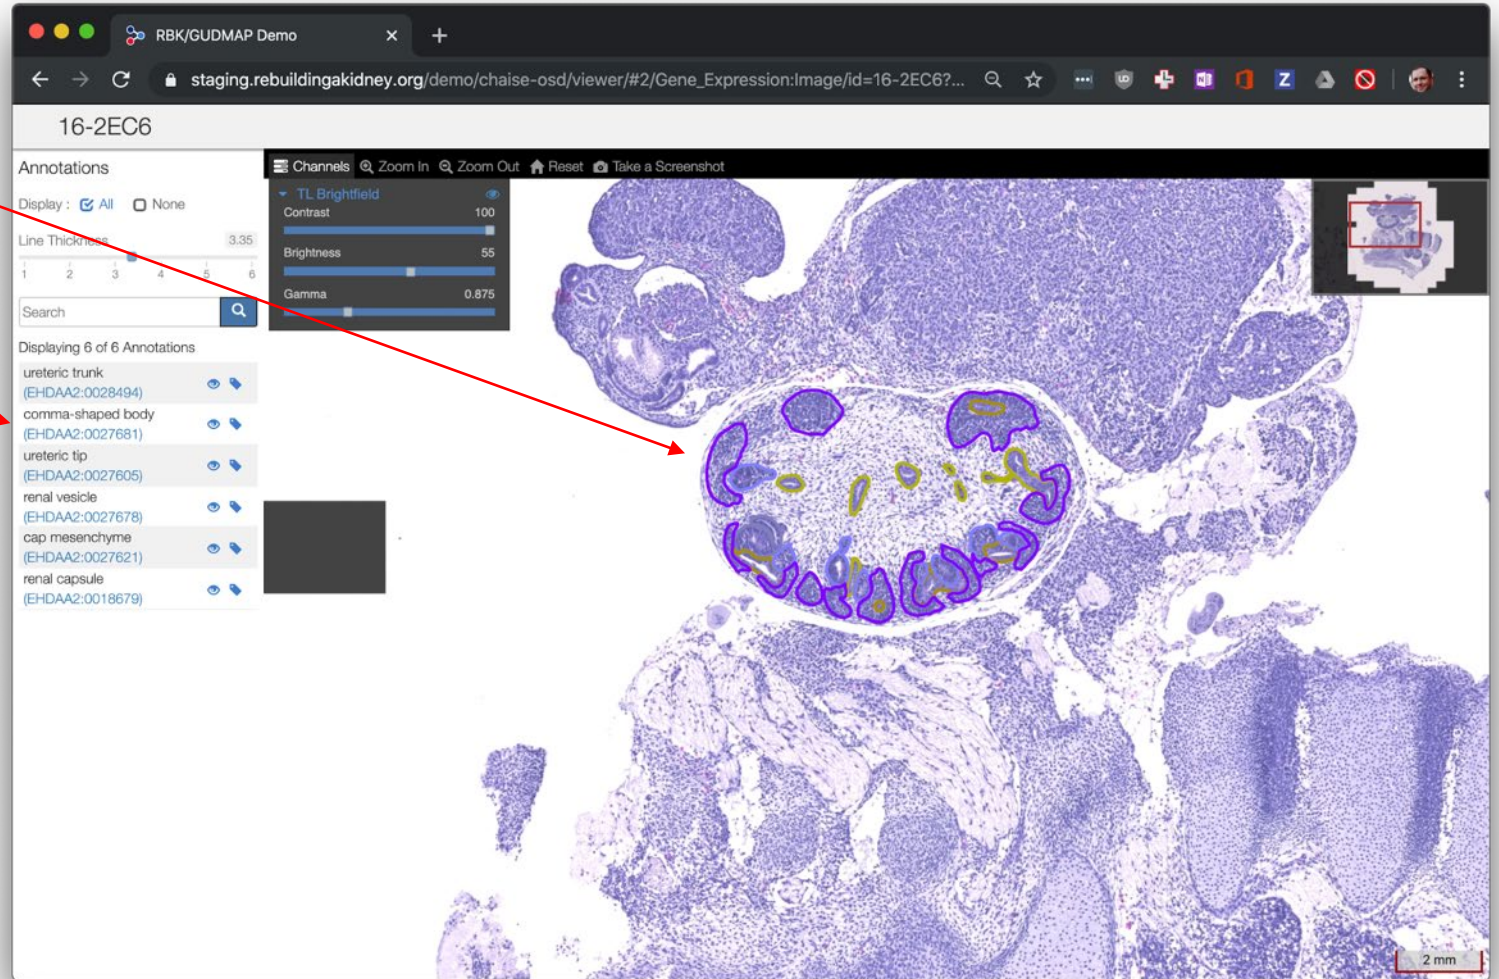 RBK/GUDMAP Demo
staging.rebuildingakidney.org/demo/chaise-osd/viewer/#2/Gene_Expression:Image/id=16-2EC6?...
16-2EC6
Annotations
Display : All None
Line Thickness 3.35
1 2 3 4 5 6
Search
Displaying 6 of 6 Annotations
ureteric trunk
(EHDAA2:0028494)
comma-shaped body
(EHDAA2:0027681)
ureteric tip
(EHDAA2:0027605)
renal vesicle
(EHDAA2:0027678)
cap mesenchyme
(EHDAA2:0027621)
renal capsule
(EHDAA2:0018679)
Channels Zoom In Zoom Out Reset Take a Screenshot
TL Brightfield
Contrast 100
Brightness 55
Gamma 0.875
2 mm